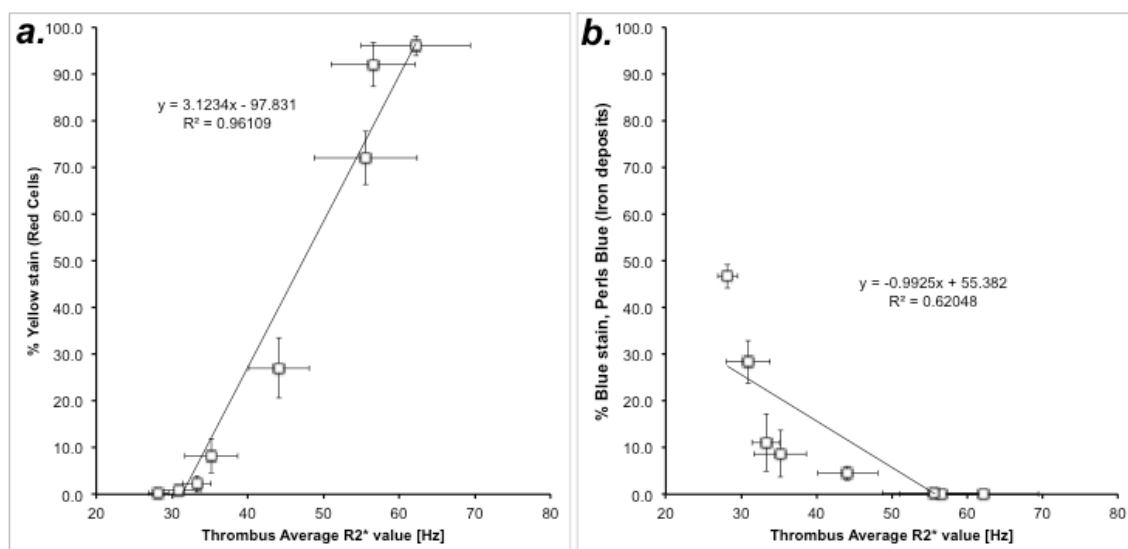 a.
100.0
90.0
80.0
70.0
60.0
50.0
40.0
30.0
20.0
10.0
0.0
% Yellow stain (Red Cells)
y = 3.1234x - 97.831
R² = 0.96109
20 30 40 50 60 70 80
Thrombus Average R2* value [Hz]
b.
100.0
90.0
80.0
70.0
60.0
50.0
40.0
30.0
20.0
10.0
0.0
% Blue stain, Perls Blue (Iron deposits)
y = -0.9925x + 55.382
R² = 0.62048
20 30 40 50 60 70 80
Thrombus Average R2* value [Hz]